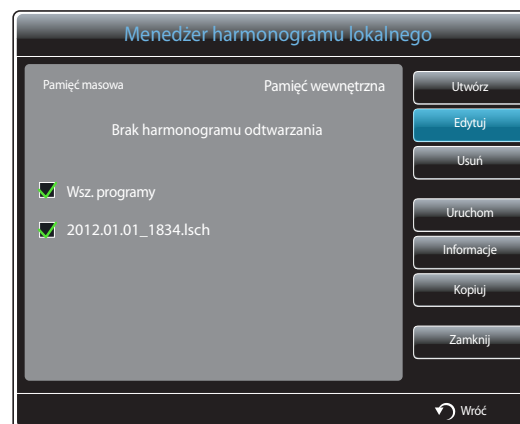 Menedżer harmonogramu lokalnego
Pamięć masowa Pamięć wewnętrzna
Brak harmonogramu odtwarzania
Wsz. programy
2012.01.01_1834.lsch
Utwórz
Edytuj
Usuń
Uruchom
Informacje
Kopiuj
Zamknij
Wróć